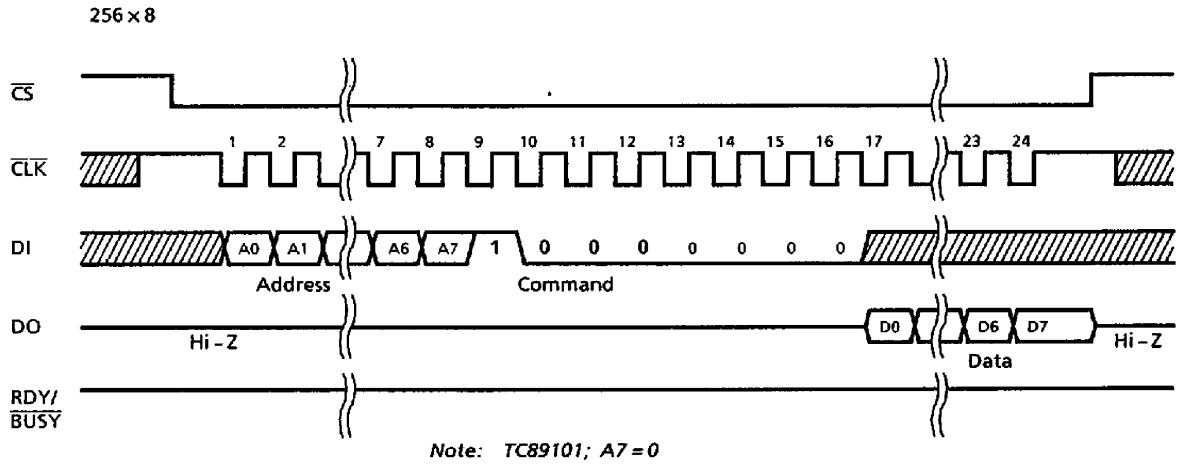 256 × 8
CS
CLK 1 2 7 8 9 10 11 12 13 14 15 16 17 23 24
DI A0 A1 A6 A7 1 0 0 0 0 0 0 0
Address Command
DO D0 D6 D7
Hi – Z Data Hi – Z
RDY/
BUSY
Note: TC89101; A7 = 0